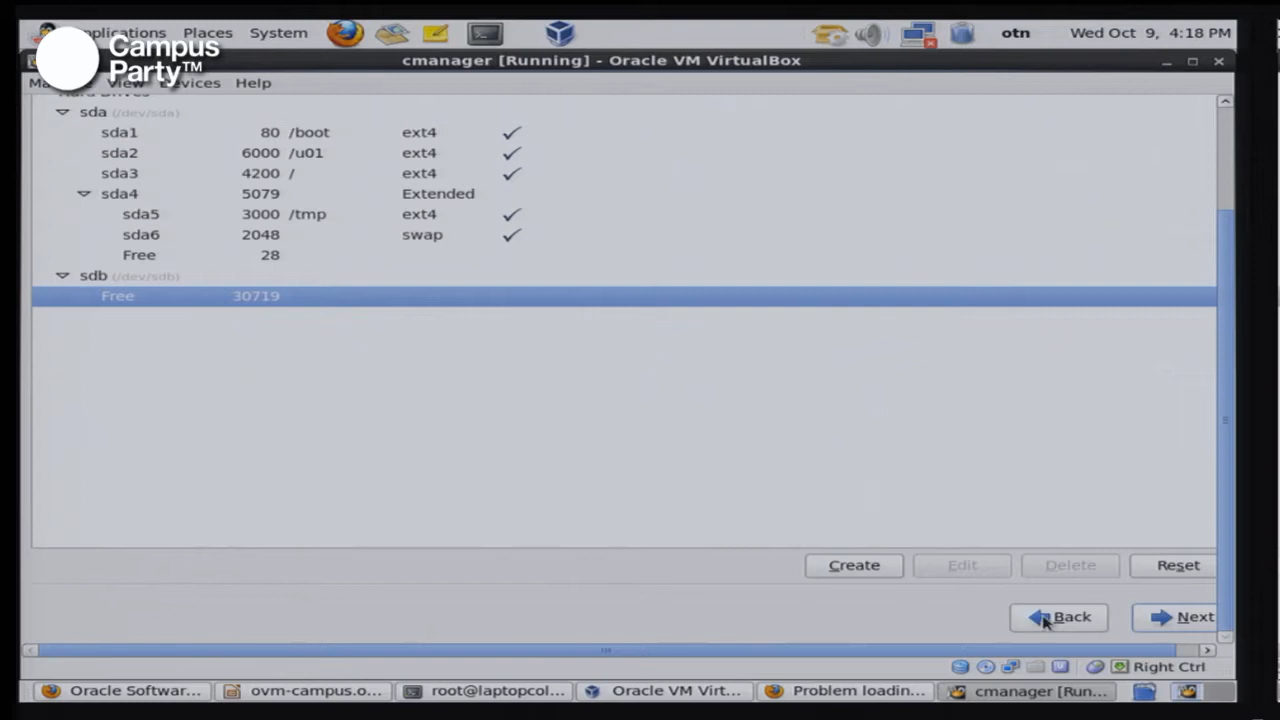 Applications Places System otn Wed Oct 9, 4:18 PM
Campus
Party™
cmanager [Running] - Oracle VM VirtualBox
View Devices Help
Hard Drives
sda (/dev/sda)
sda1 80 /boot ext4
sda2 6000 /u01 ext4
sda3 4200 / ext4
sda4 5079 Extended
sda5 3000 /tmp ext4
sda6 2048 swap
Free 28
sdb (/dev/sdb)
Free 30719
Create Edit Delete Reset
Back Next
Right Ctrl
Oracle Softwar... ovm-campus.o... root@laptopcol... Oracle VM Virt... Problem loadin... cmanager [Run...